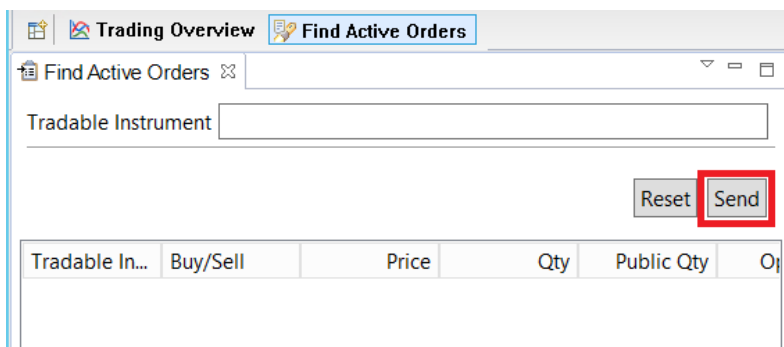 Trading Overview Find Active Orders
Find Active Orders
Tradable Instrument
Reset Send
Tradable In... Buy/Sell Price Qty Public Qty